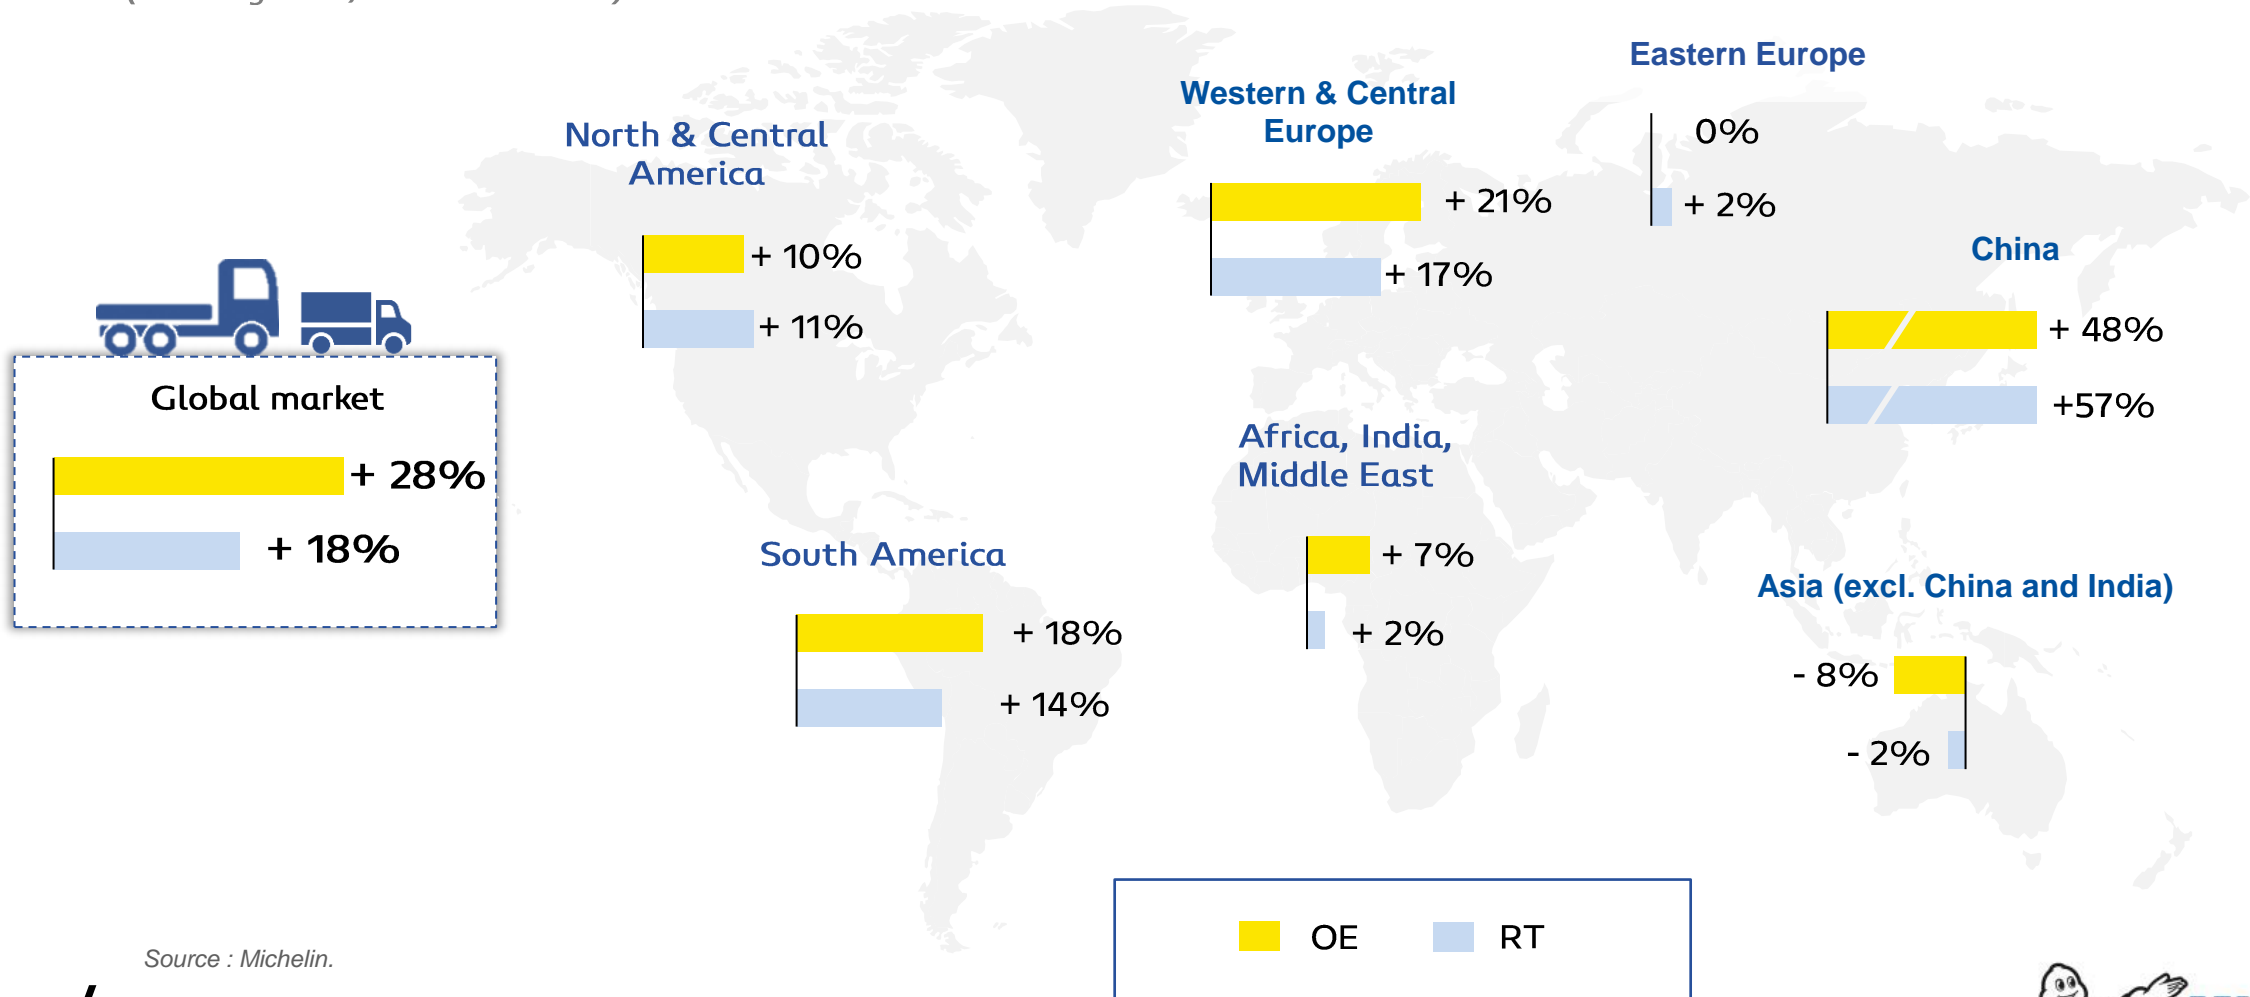 Eastern Europe
0%
+ 2%
Western & Central
Europe
+ 21%
+ 17%
North & Central
America
+ 10%
+ 11%
China
+ 48%
+57%
Global market
+ 28%
+ 18%
Africa, India,
Middle East
+ 7%
+ 2%
South America
+ 18%
+ 14%
Asia (excl. China and India)
- 8%
- 2%
OE
RT
Source : Michelin.